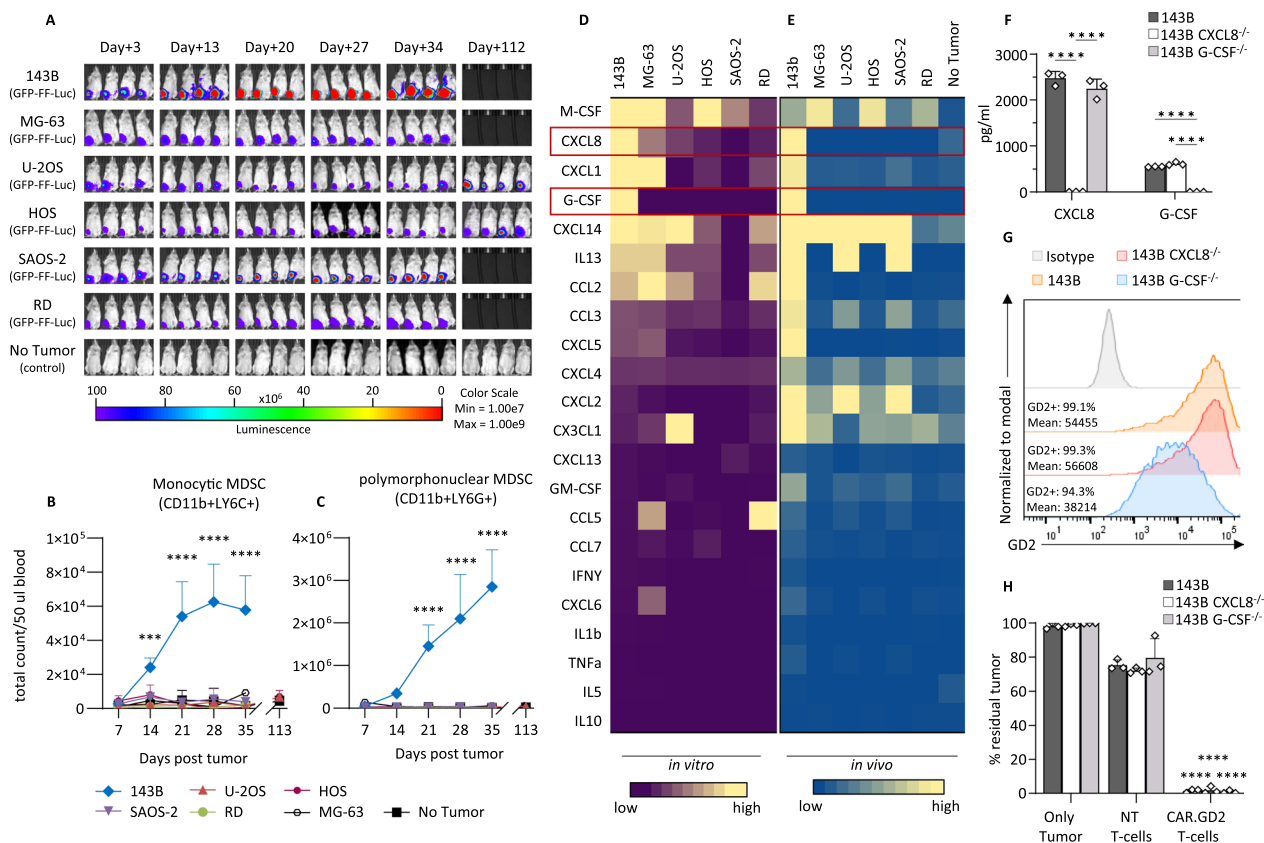 A
Day+3 Day+13 Day+20 Day+27 Day+34 Day+112
143B
(GFP-FF-Luc)
MG-63
(GFP-FF-Luc)
U-2OS
(GFP-FF-Luc)
HOS
(GFP-FF-Luc)
SAOS-2
(GFP-FF-Luc)
RD
(GFP-FF-Luc)
No Tumor
(control)
100 80 60 x10⁶ 40 20 0
Luminescence
Color Scale
Min = 1.00e7
Max = 1.00e9
B
Monocytic MDSC
(CD11b+LY6C+)
total count/50 ul blood
1×10⁵
8×10⁴
6×10⁴
4×10⁴
2×10⁴
0
*** **** **** ****
7 14 21 28 35 113
Days post tumor
C
polymorphonuclear MDSC
(CD11b+LY6G+)
4×10⁶
3×10⁶
2×10⁶
1×10⁶
0
**** **** ****
7 14 21 28 35 113
Days post tumor
143B U-2OS HOS
SAOS-2 RD MG-63 No Tumor
D
143B MG-63 U-2OS HOS SAOS-2 RD
E
143b MG-63 U-2OS HOS SAOS-2 RD No Tumor
M-CSF
CXCL8
CXCL1
G-CSF
CXCL14
IL13
CCL2
CCL3
CXCL5
CXCL4
CXCL2
CX3CL1
CXCL13
GM-CSF
CCL5
CCL7
IFNY
CXCL6
IL1b
TNFa
IL5
IL10
in vitro
low high
in vivo
low high
F
143B
143B CXCL8⁻/⁻
143B G-CSF⁻/⁻
pg/ml
3000
2000
1000
0
****
****
****
****
CXCL8 G-CSF
G
Isotype 143B CXCL8⁻/⁻
143B 143B G-CSF⁻/⁻
Normalized to modal
GD2+: 99.1%
Mean: 54455
GD2+: 99.3%
Mean: 56608
GD2+: 94.3%
Mean: 38214
10¹ 10² 10³ 10⁴ 10⁵
GD2
H
143B
143B CXCL8⁻/⁻
143B G-CSF⁻/⁻
% residual tumor
100
80
60
40
20
0
****
**** ****
Only
Tumor
NT
T-cells
CAR.GD2
T-cells